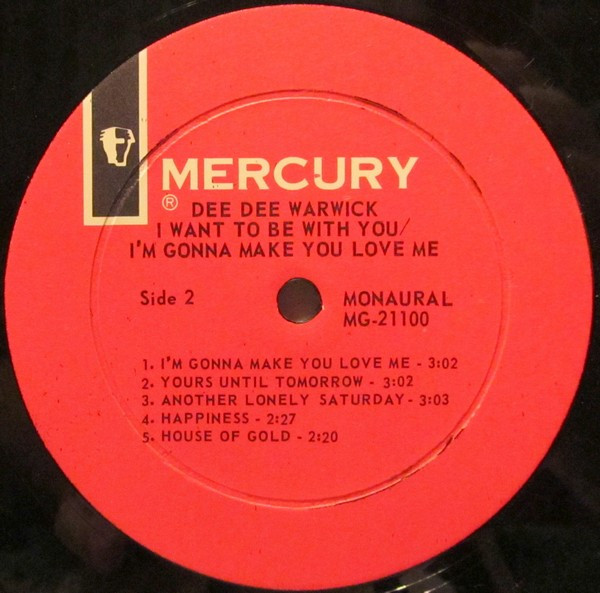 MERCURY
®
DEE DEE WARWICK
I WANT TO BE WITH YOU/
I'M GONNA MAKE YOU LOVE ME
Side 2
MONAURAL
MG-21100
1. I'M GONNA MAKE YOU LOVE ME - 3:02
2. YOURS UNTIL TOMORROW - 3:02
3. ANOTHER LONELY SATURDAY - 3:03
4. HAPPINESS - 2:27
5. HOUSE OF GOLD - 2:20